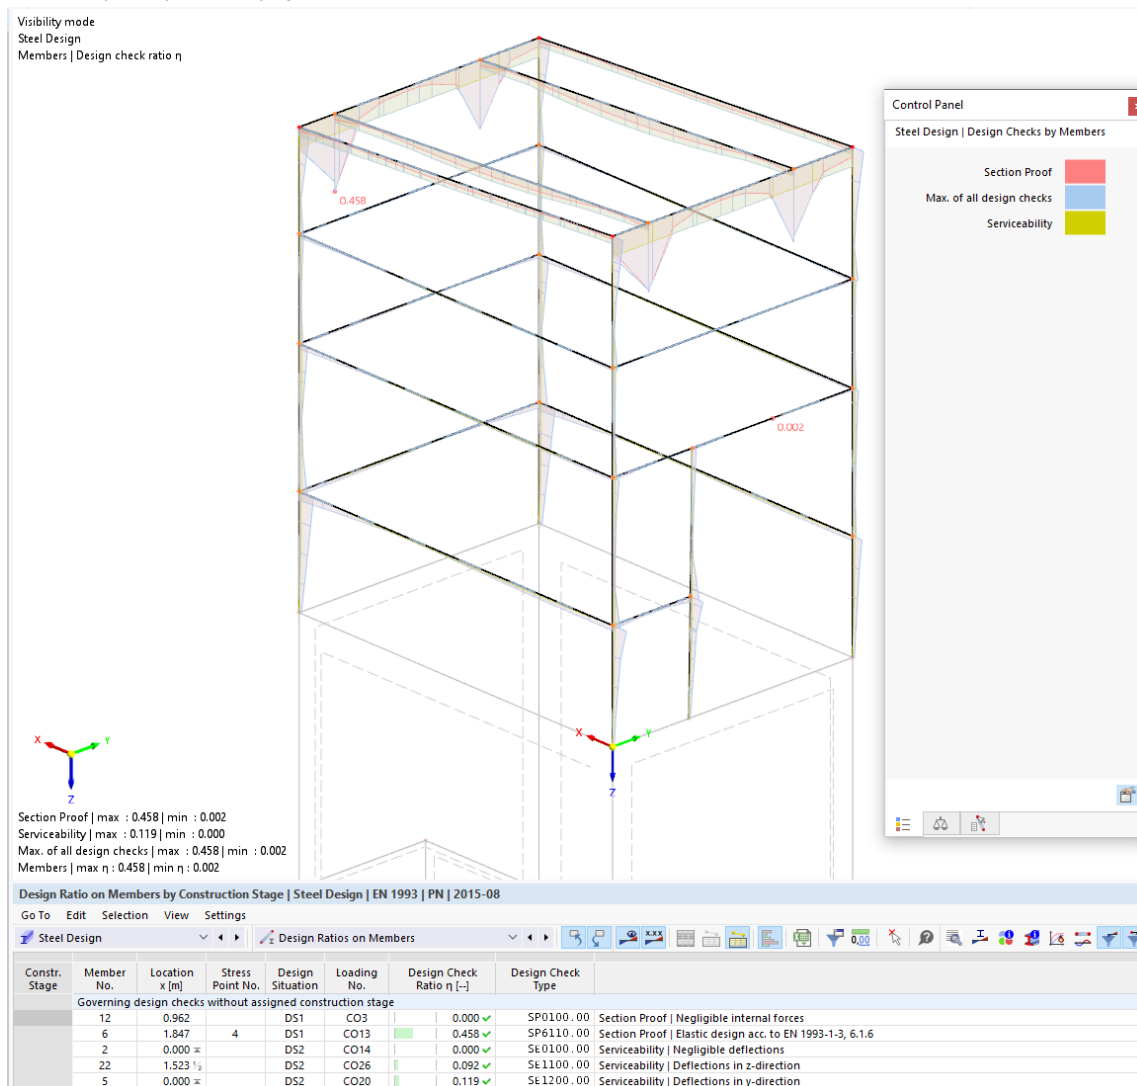 Visibility mode
Steel Design
Members | Design check ratio η
Control Panel
Steel Design | Design Checks by Members
Section Proof
Max. of all design checks
Serviceability
0.458
0.002
X
Y
Z
X
Y
Z
Section Proof | max : 0.458 | min : 0.002
Serviceability | max : 0.119 | min : 0.000
Max. of all design checks | max : 0.458 | min : 0.002
Members | max η : 0.458 | min η : 0.002
Design Ratio on Members by Construction Stage | Steel Design | EN 1993 | PN | 2015-08
Go To Edit Selection View Settings
Steel Design Design Ratios on Members x.xx 0,00
Constr. Stage Member No. Location x [m] Stress Point No. Design Situation Loading No. Design Check Ratio η [--] Design Check Type
Governing design checks without assigned construction stage
12 0.962 DS1 CO3 0.000 ✓ SP0100.00 Section Proof | Negligible internal forces
6 1.847 4 DS1 CO13 0.458 ✓ SP6110.00 Section Proof | Elastic design acc. to EN 1993-1-3, 6.1.6
2 0.000 DS2 CO14 0.000 ✓ SE0100.00 Serviceability | Negligible deflections
22 1.523 ½ DS2 CO26 0.092 ✓ SE1100.00 Serviceability | Deflections in z-direction
5 0.000 DS2 CO20 0.119 ✓ SE1200.00 Serviceability | Deflections in y-direction